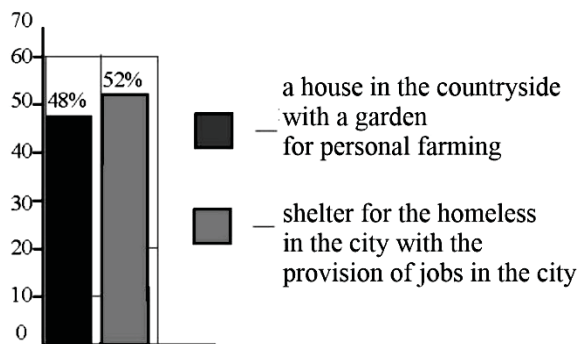 70
60
50
40
30
20
10
0
48%
52%
a house in the countryside
with a garden
for personal farming
shelter for the homeless
in the city with the
provision of jobs in the city